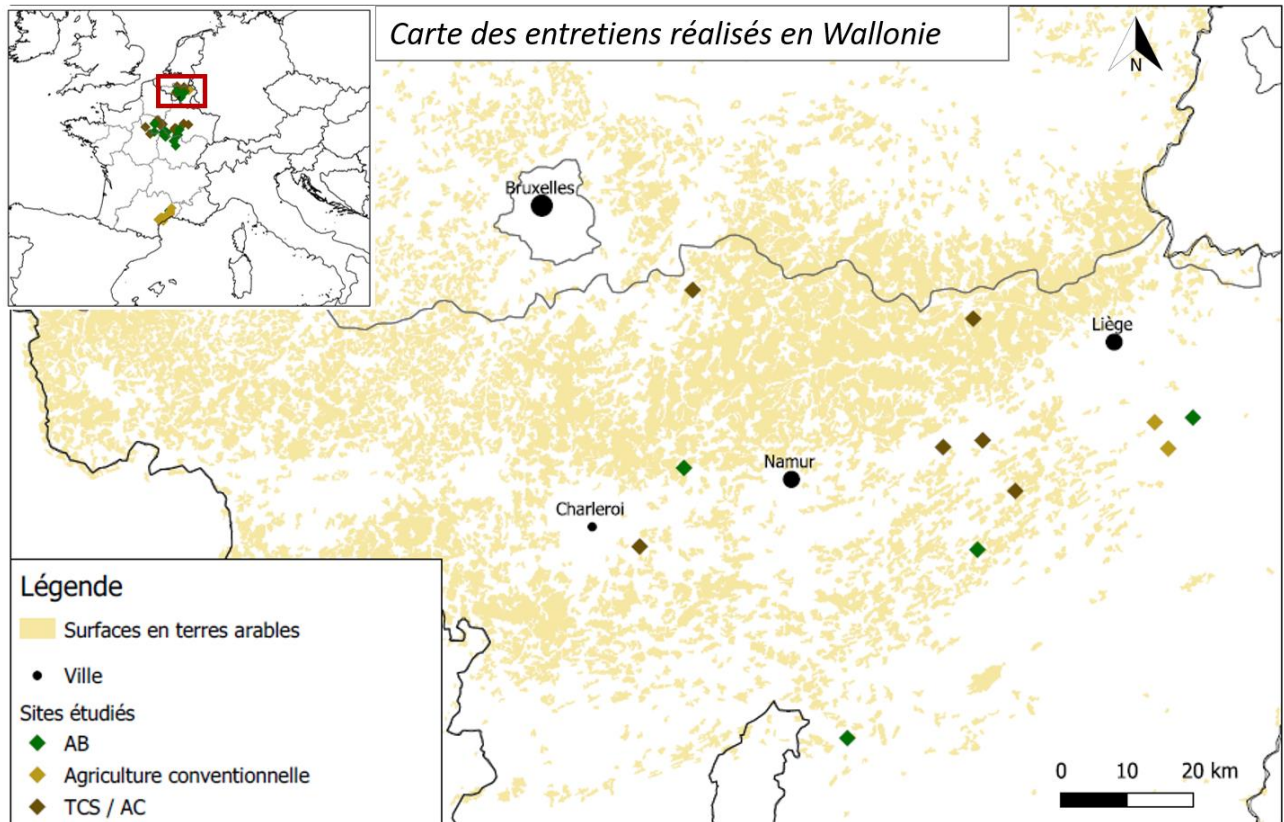 Carte des entretiens réalisés en Wallonie
N
Bruxelles
Liège
Namur
Charleroi
Légende
Surfaces en terres arables
Ville
Sites étudiés
AB
Agriculture conventionnelle
TCS / AC
0 10 20 km